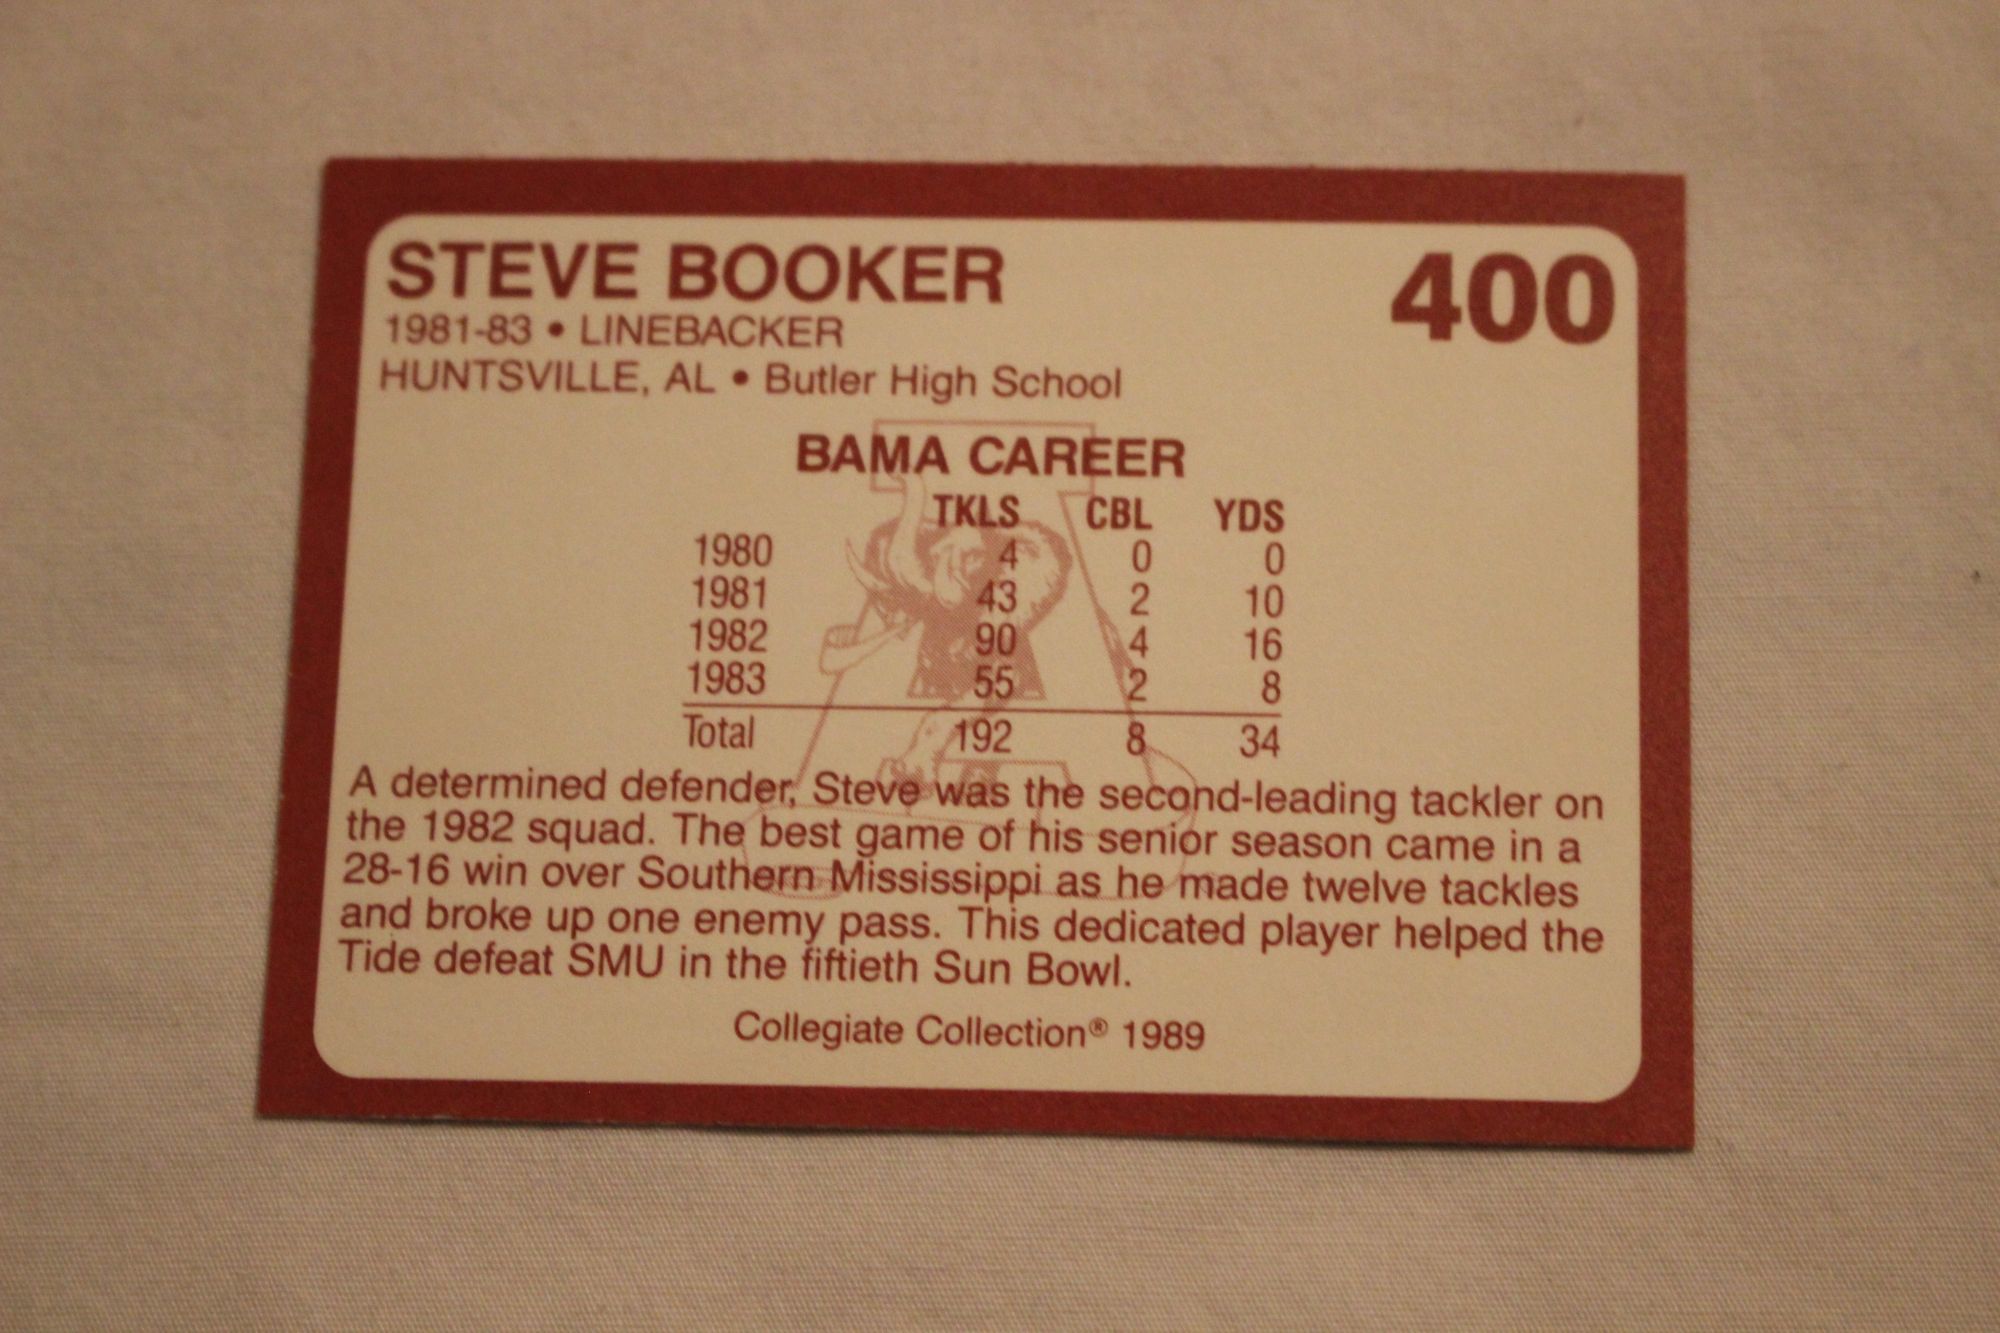 STEVE BOOKER 400
1981-83 • LINEBACKER
HUNTSVILLE, AL • Butler High School
BAMA CAREER
TKLS CBL YDS
1980 4 0 0
1981 43 2 10
1982 90 4 16
1983 55 2 8
Total 192 8 34
A determined defender, Steve was the second-leading tackler on
the 1982 squad. The best game of his senior season came in a
28-16 win over Southern Mississippi as he made twelve tackles
and broke up one enemy pass. This dedicated player helped the
Tide defeat SMU in the fiftieth Sun Bowl.
Collegiate Collection® 1989